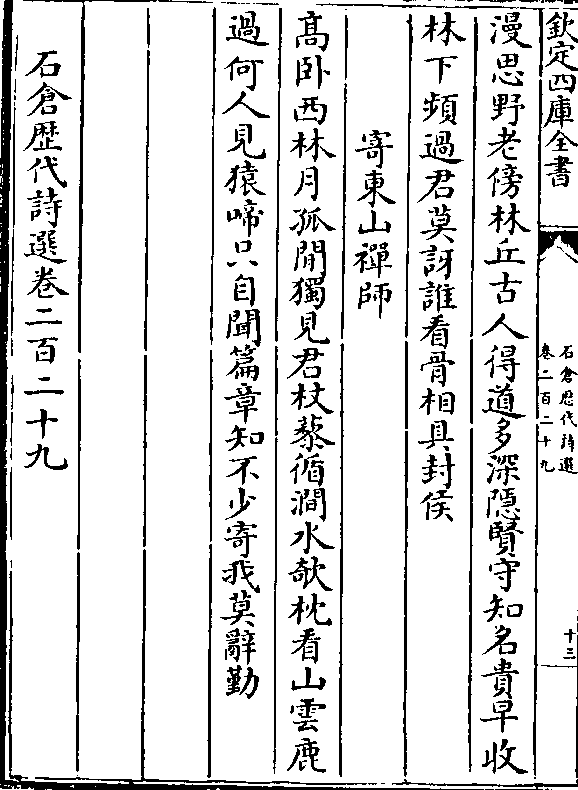 欽定四庫全書
石倉歴代詩選
卷二百二十九
十三
漫思野老傍林丘古人得道多深隠賢守知名貴早收
林下頻過君莫訝誰看骨相具封侯
寄東山禪師
髙卧西林月孤閒獨見君杖藜循澗水欹枕看山雲鹿
過何人見猿啼只自聞篇章知不少寄我莫辭勤
石倉歴代詩選卷二百二十九